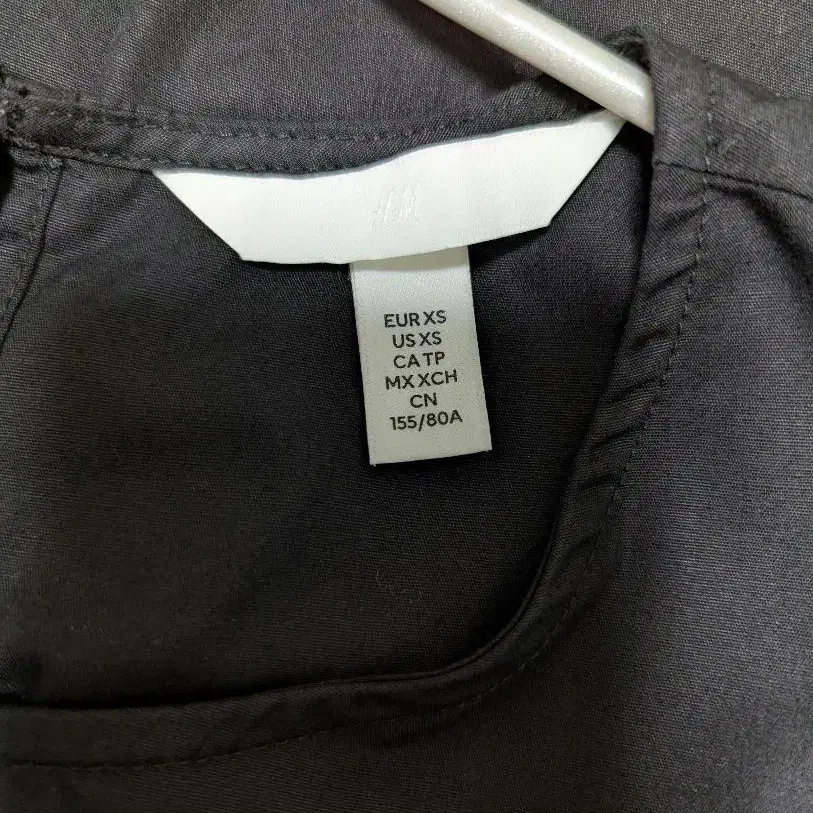 H&M
EUR XS
US XS
CA TP
MX XCH
CN
155/80A